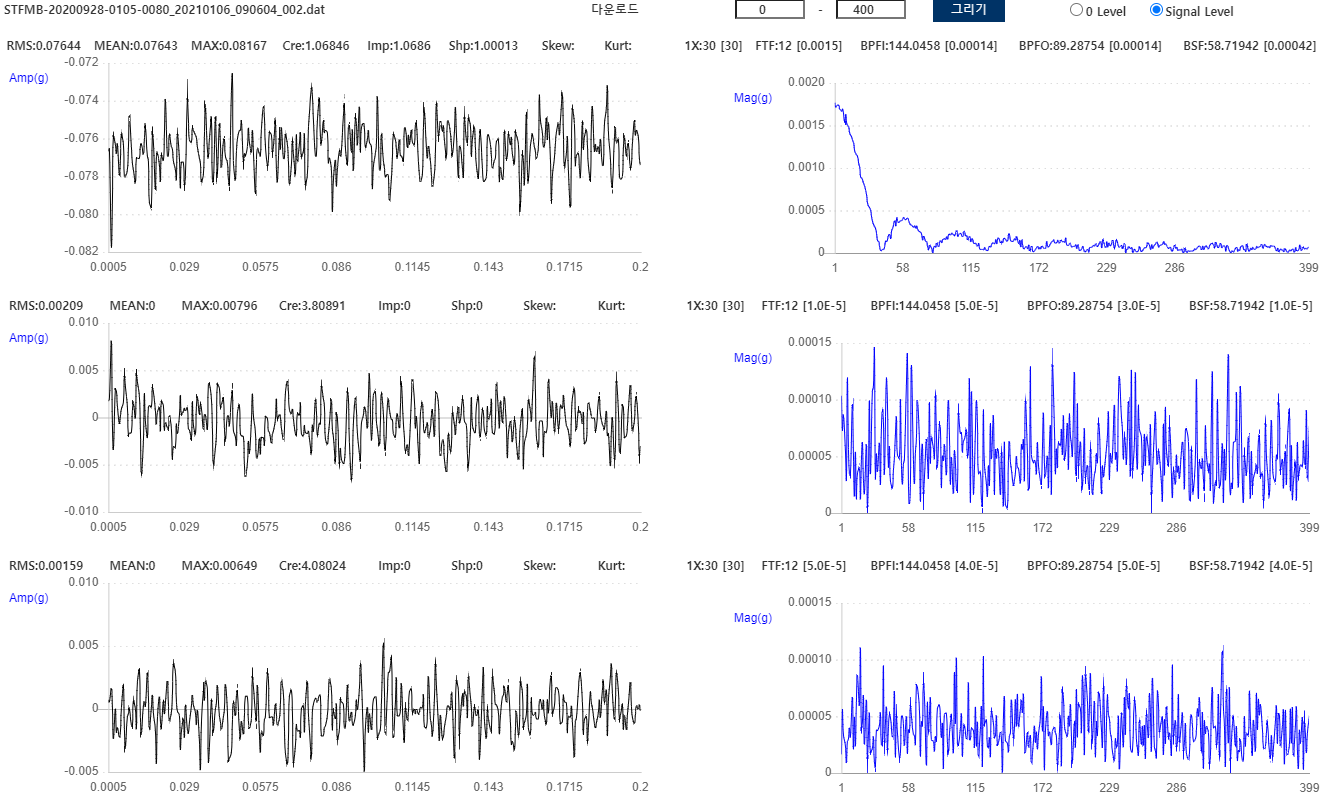 STFMB-20200928-0105-0080_20210106_090604_002.dat 다운로드 0 - 400 그리기 0 Level Signal Level
RMS:0.07644 MEAN:0.07643 MAX:0.08167 Cre:1.06846 Imp:1.0686 Shp:1.00013 Skew: Kurt:
Amp(g)
-0.072
-0.074
-0.076
-0.078
-0.080
-0.082
0.0005 0.029 0.0575 0.086 0.1145 0.143 0.1715 0.2
1X:30 [30] FTF:12 [0.0015] BPFI:144.0458 [0.00014] BPFO:89.28754 [0.00014] BSF:58.71942 [0.00042]
Mag(g)
0.0020
0.0015
0.0010
0.0005
0
1 58 115 172 229 286 399
RMS:0.00209 MEAN:0 MAX:0.00796 Cre:3.80891 Imp:0 Shp:0 Skew: Kurt:
Amp(g)
0.010
0.005
0
-0.005
-0.010
0.0005 0.029 0.0575 0.086 0.1145 0.143 0.1715 0.2
1X:30 [30] FTF:12 [1.0E-5] BPFI:144.0458 [5.0E-5] BPFO:89.28754 [3.0E-5] BSF:58.71942 [1.0E-5]
Mag(g)
0.00015
0.00010
0.00005
0
1 58 115 172 229 286 399
RMS:0.00159 MEAN:0 MAX:0.00649 Cre:4.08024 Imp:0 Shp:0 Skew: Kurt:
Amp(g)
0.010
0.005
0
-0.005
0.0005 0.029 0.0575 0.086 0.1145 0.143 0.1715 0.2
1X:30 [30] FTF:12 [5.0E-5] BPFI:144.0458 [4.0E-5] BPFO:89.28754 [5.0E-5] BSF:58.71942 [4.0E-5]
Mag(g)
0.00015
0.00010
0.00005
0
1 58 115 172 229 286 399